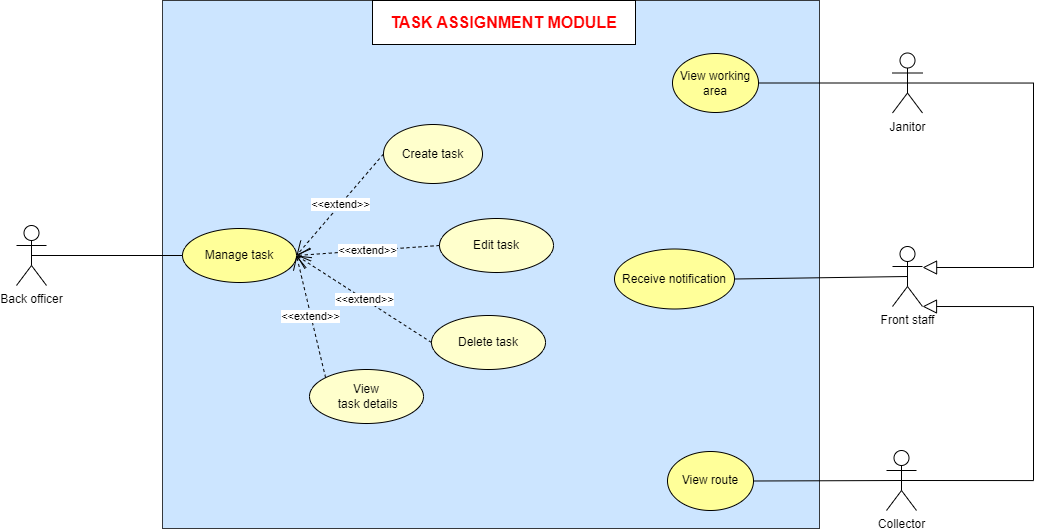 TASK ASSIGNMENT MODULE
View working
area
Janitor
Create task
<<extend>>
Edit task
<<extend>>
Manage task
Back officer
Receive notification
Front staff
<<extend>>
<<extend>>
Delete task
View
task details
View route
Collector